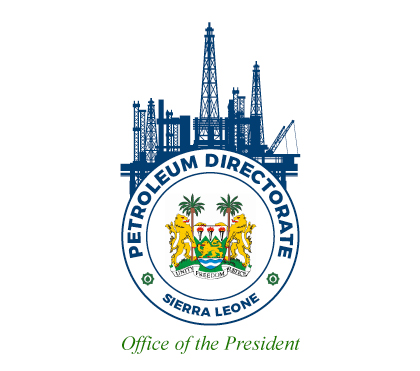 PETROLEUM DIRECTORATE
UNITY FREEDOM JUSTICE
SIERRA LEONE
Office of the President